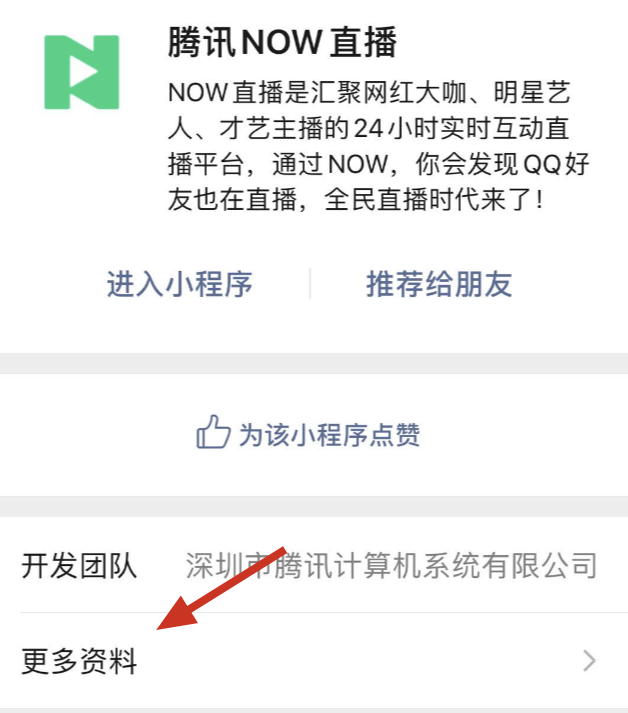 腾讯NOW直播
NOW直播是汇聚网红大咖、明星艺
人、才艺主播的24小时实时互动直
播平台，通过NOW，你会发现QQ好
友也在直播，全民直播时代来了！
进入小程序
推荐给朋友
为该小程序点赞
开发团队 深圳市腾讯计算机系统有限公司
更多资料